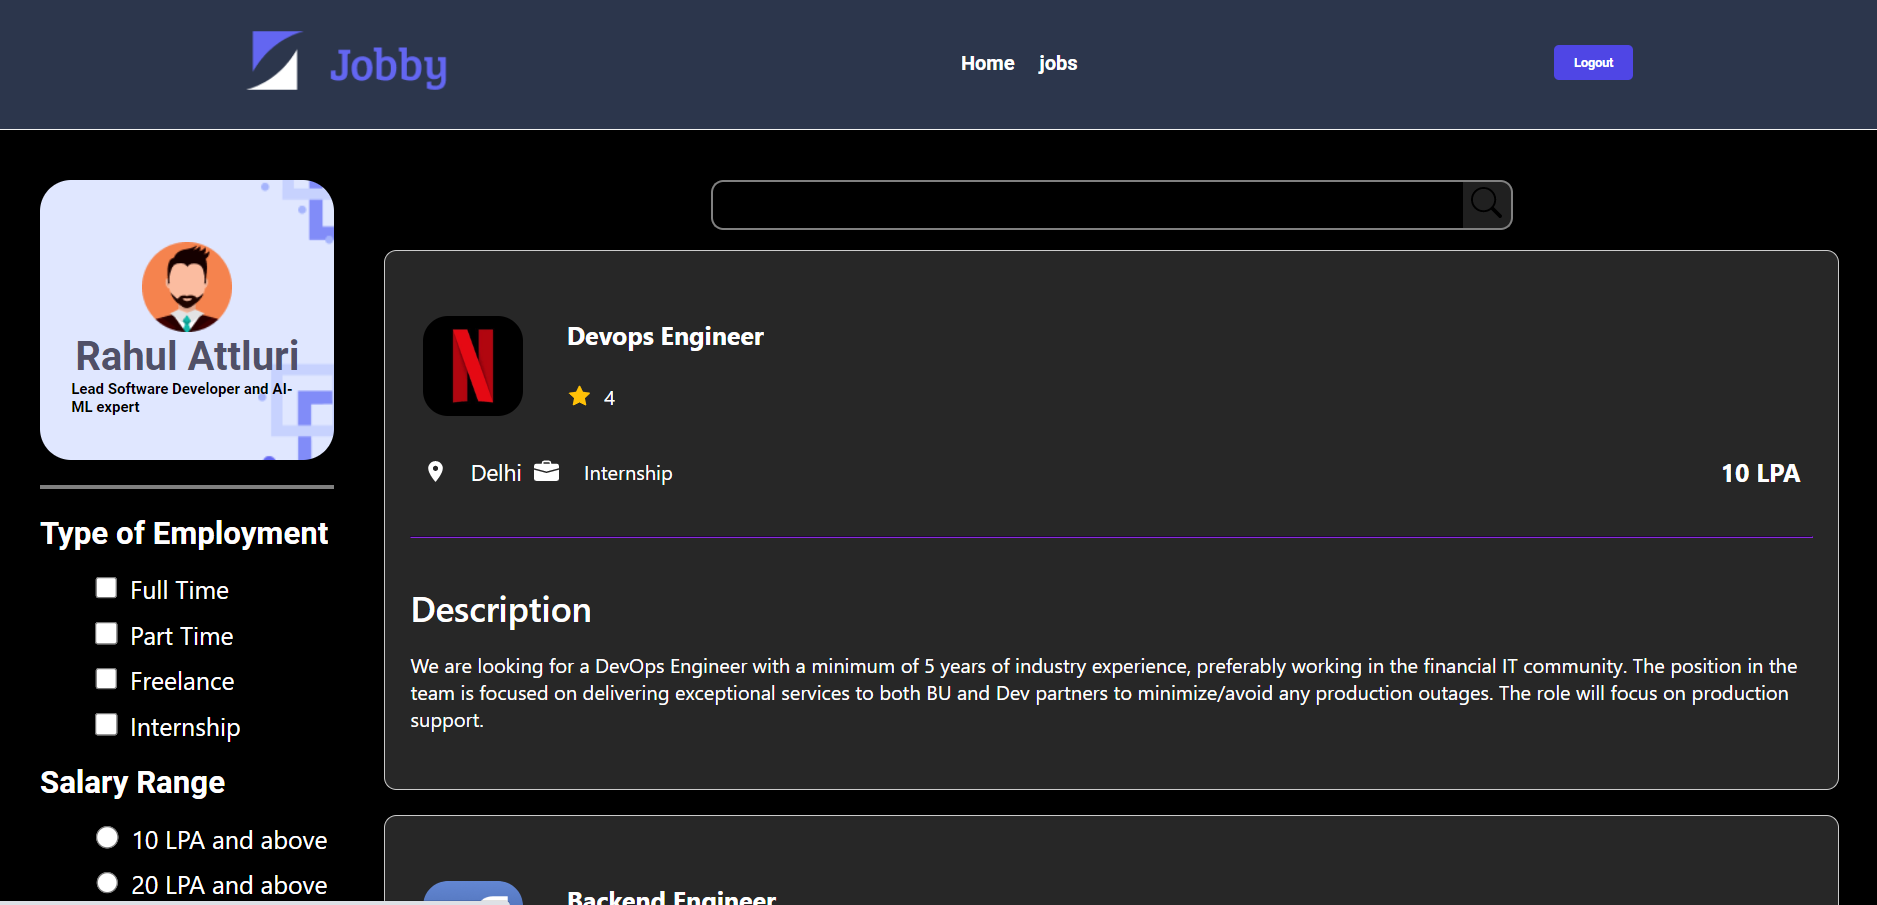 Jobby
Home jobs
Logout
Rahul Attluri
Lead Software Developer and AI-
ML expert
Type of Employment
Full Time
Part Time
Freelance
Internship
Salary Range
10 LPA and above
20 LPA and above
N
Devops Engineer
4
Delhi Internship
10 LPA
Description
We are looking for a DevOps Engineer with a minimum of 5 years of industry experience, preferably working in the financial IT community. The position in the
team is focused on delivering exceptional services to both BU and Dev partners to minimize/avoid any production outages. The role will focus on production
support.
Backend Engineer